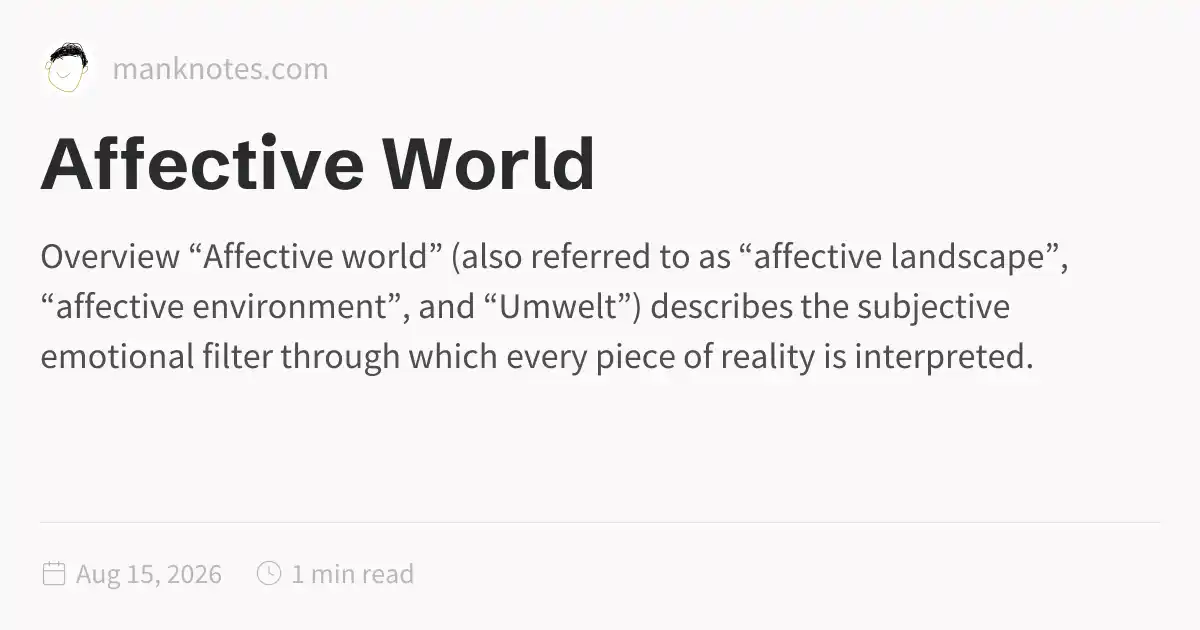 manknotes.com
Affective World
Overview “Affective world” (also referred to as “affective landscape”,
“affective environment”, and “Umwelt”) describes the subjective
emotional filter through which every piece of reality is interpreted.
Aug 15, 2026 1 min read